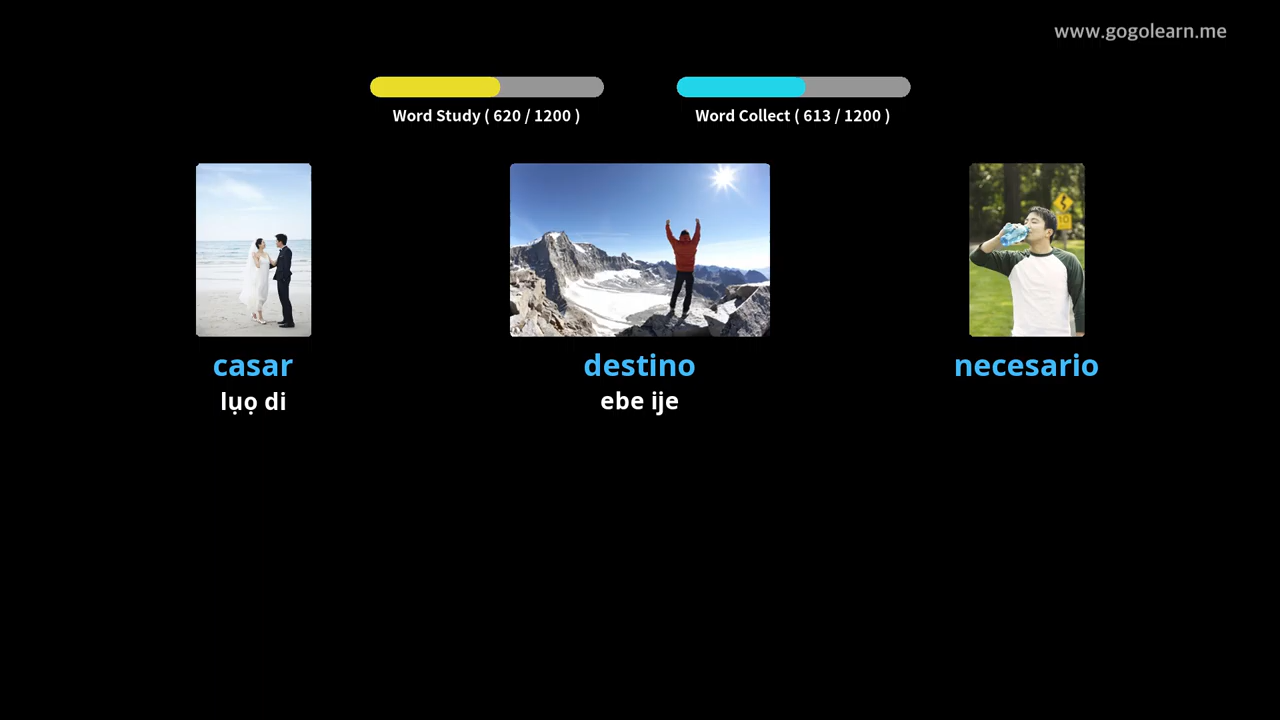 www.gogolearn.me
Word Study ( 620 / 1200 )
Word Collect ( 613 / 1200 )
casar
destino
necesario
lụọ di
ebe ije